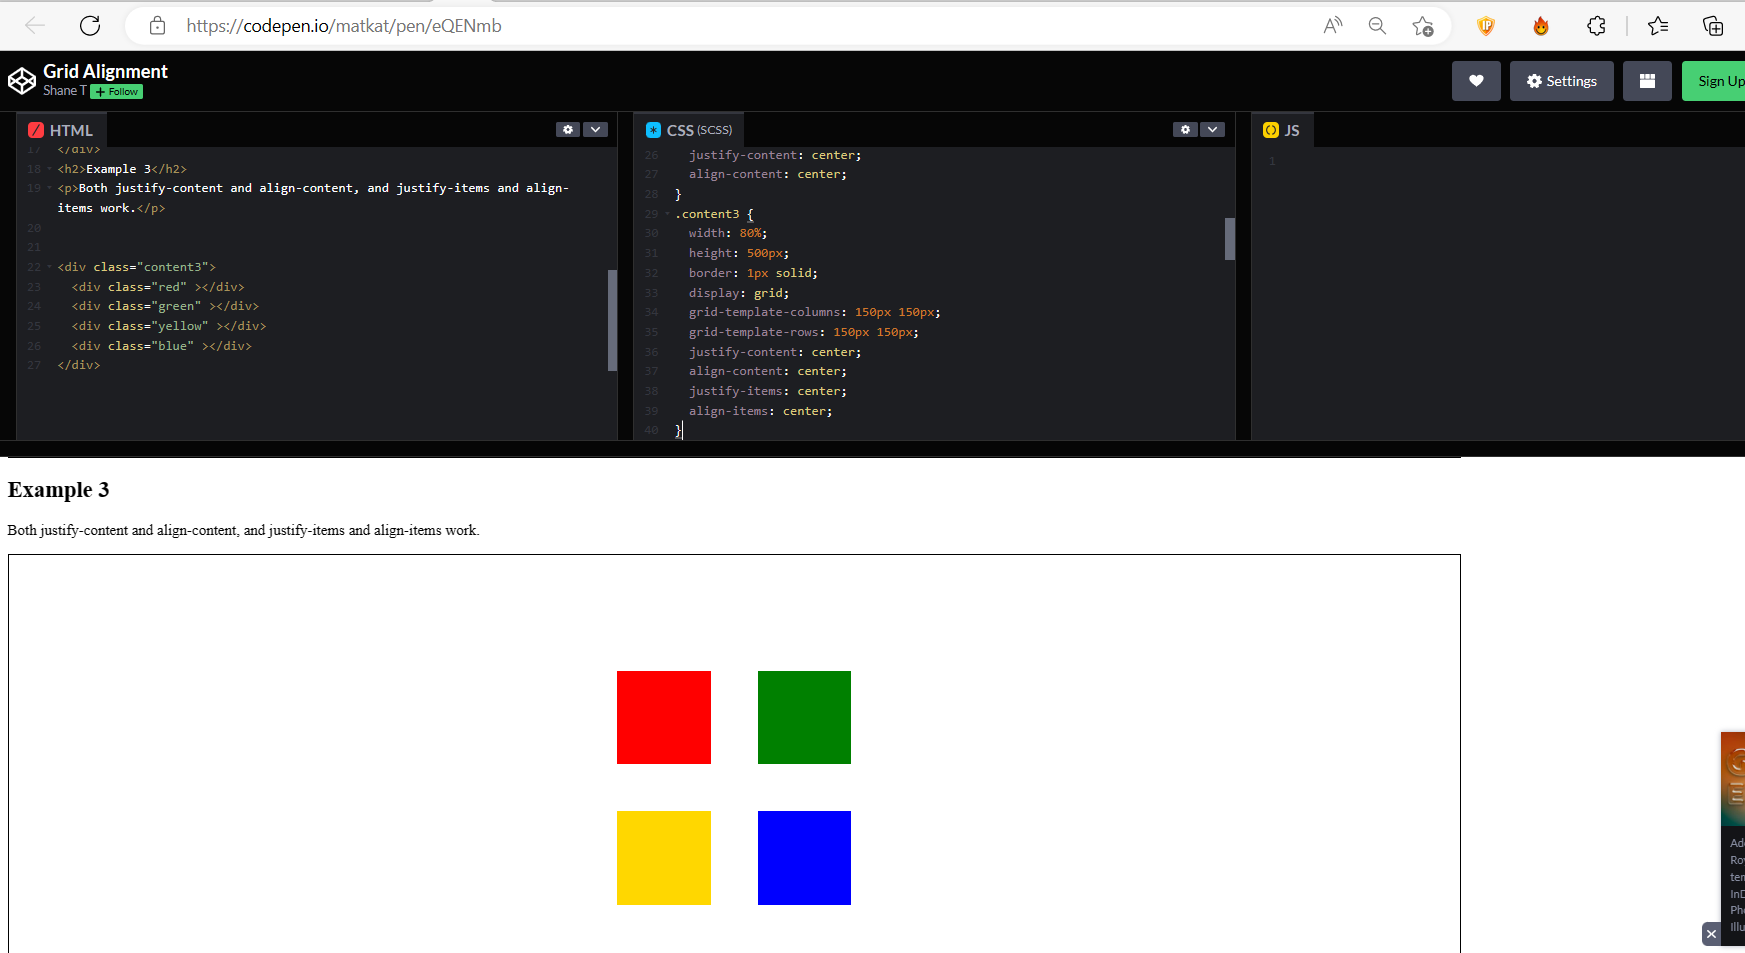 https://codepen.io/matkat/pen/eQENmb
Grid Alignment
Shane T + Follow
Settings
Sign Up
HTML
17 </div>
18 <h2>Example 3</h2>
19 <p>Both justify-content and align-content, and justify-items and align-
items work.</p>
20
21
22 <div class="content3">
23 <div class="red" ></div>
24 <div class="green" ></div>
25 <div class="yellow" ></div>
26 <div class="blue" ></div>
27 </div>
CSS (SCSS)
26 justify-content: center;
27 align-content: center;
28 }
29 .content3 {
30 width: 80%;
31 height: 500px;
32 border: 1px solid;
33 display: grid;
34 grid-template-columns: 150px 150px;
35 grid-template-rows: 150px 150px;
36 justify-content: center;
37 align-content: center;
38 justify-items: center;
39 align-items: center;
40 }
JS
1
Example 3
Both justify-content and align-content, and justify-items and align-items work.